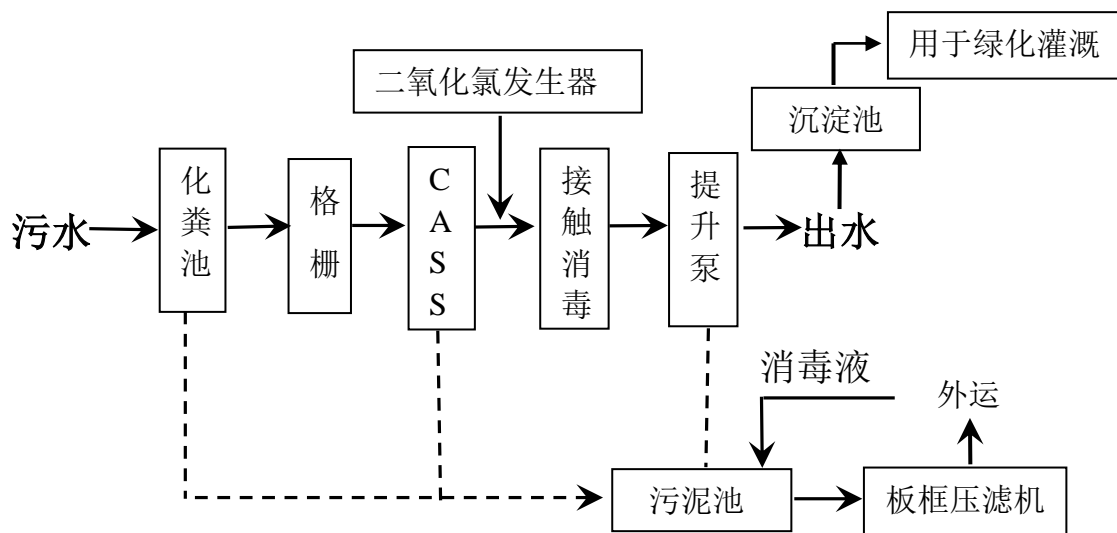 用于绿化灌溉
二氧化氯发生器
沉淀池
污水
化粪池
格栅
CASS
接触消毒
提升泵
出水
消毒液
外运
污泥池
板框压滤机